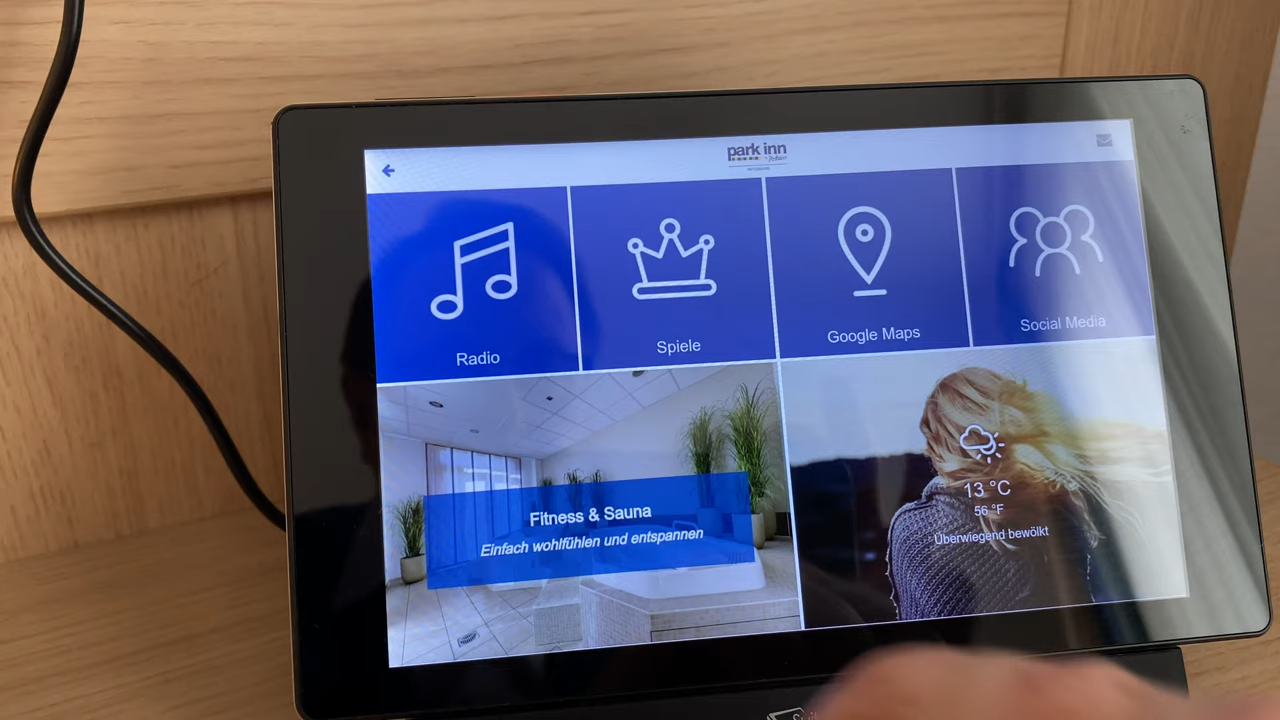 park inn
Radio
Spiele
Google Maps
Social Media
Fitness & Sauna
Einfach wohlfühlen und entspannen
13 °C
56 °F
Überwiegend bewölkt